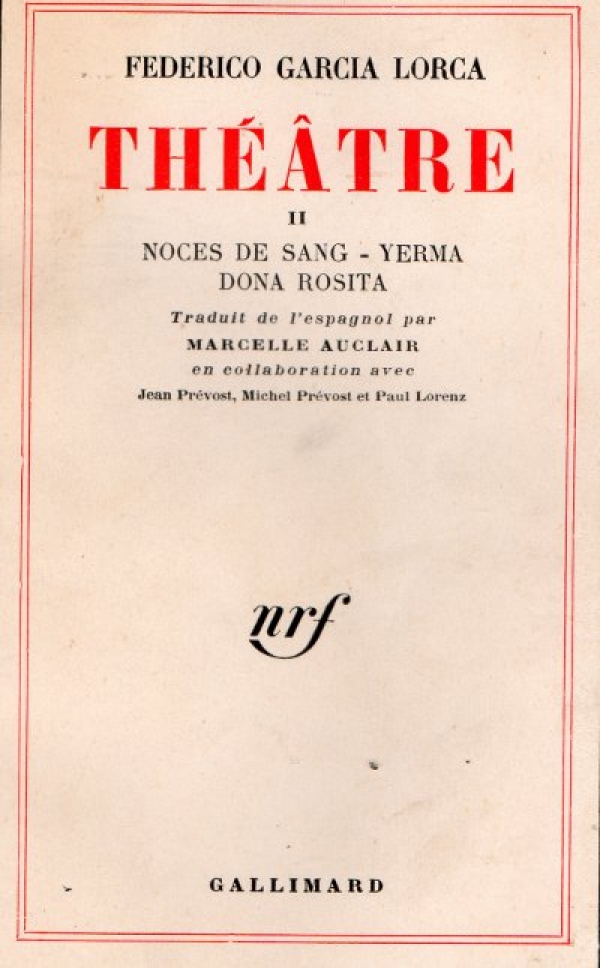 FEDERICO GARCIA LORCA
THÉÂTRE
II
NOCES DE SANG - YERMA
DONA ROSITA
Traduit de l'espagnol par
MARCELLE AUCLAIR
en collaboration avec
Jean Prévost, Michel Prévost et Paul Lorenz
nrf
GALLIMARD